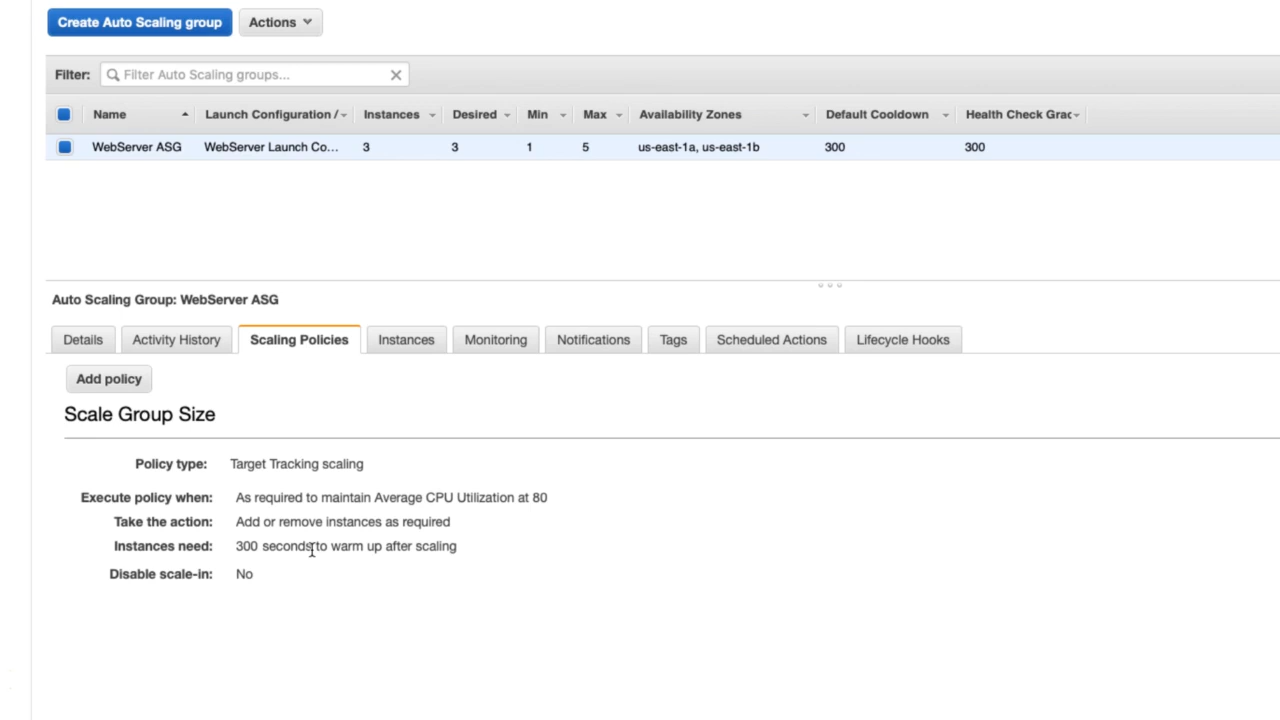 Create Auto Scaling group Actions
Filter: Filter Auto Scaling groups...
Name Launch Configuration / Instances Desired Min Max Availability Zones Default Cooldown Health Check Grac
WebServer ASG WebServer Launch Co... 3 3 1 5 us-east-1a, us-east-1b 300 300
Auto Scaling Group: WebServer ASG
Details Activity History Scaling Policies Instances Monitoring Notifications Tags Scheduled Actions Lifecycle Hooks
Add policy
Scale Group Size
Policy type: Target Tracking scaling
Execute policy when: As required to maintain Average CPU Utilization at 80
Take the action: Add or remove instances as required
Instances need: 300 seconds to warm up after scaling
Disable scale-in: No